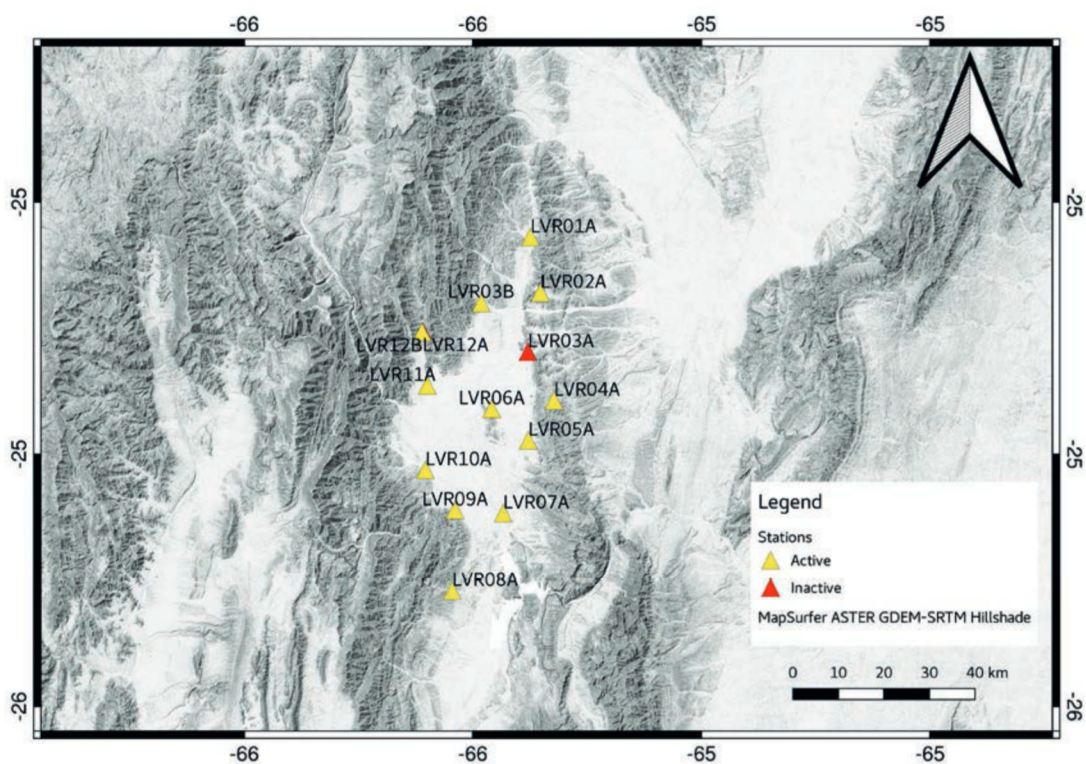 -66 -66 -65 -65
-25
-25
LVR01A
LVR02A
LVR03B
LVR12BLVR12A
LVR03A
LVR11A
LVR06A
LVR04A
LVR05A
-25
-25
LVR10A
LVR09A
LVR07A
LVR08A
Legend
Stations
Active
Inactive
MapSurfer ASTER GDEM-SRTM Hillshade
0 10 20 30 40 km
-26
-26
-66 -66 -65 -65